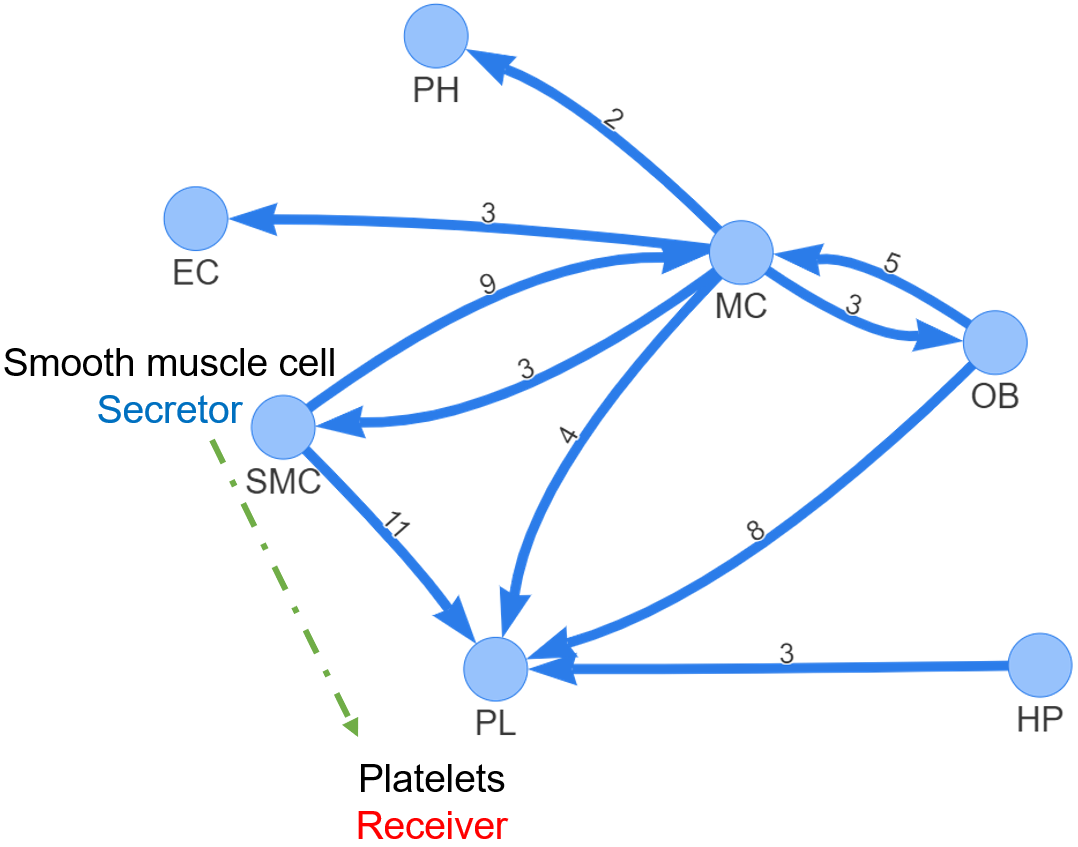 PH
2
3
EC
9
MC
5
3
Smooth muscle cell
Secretor
3
OB
SMC
4
11
8
3
PL
HP
Platelets
Receiver